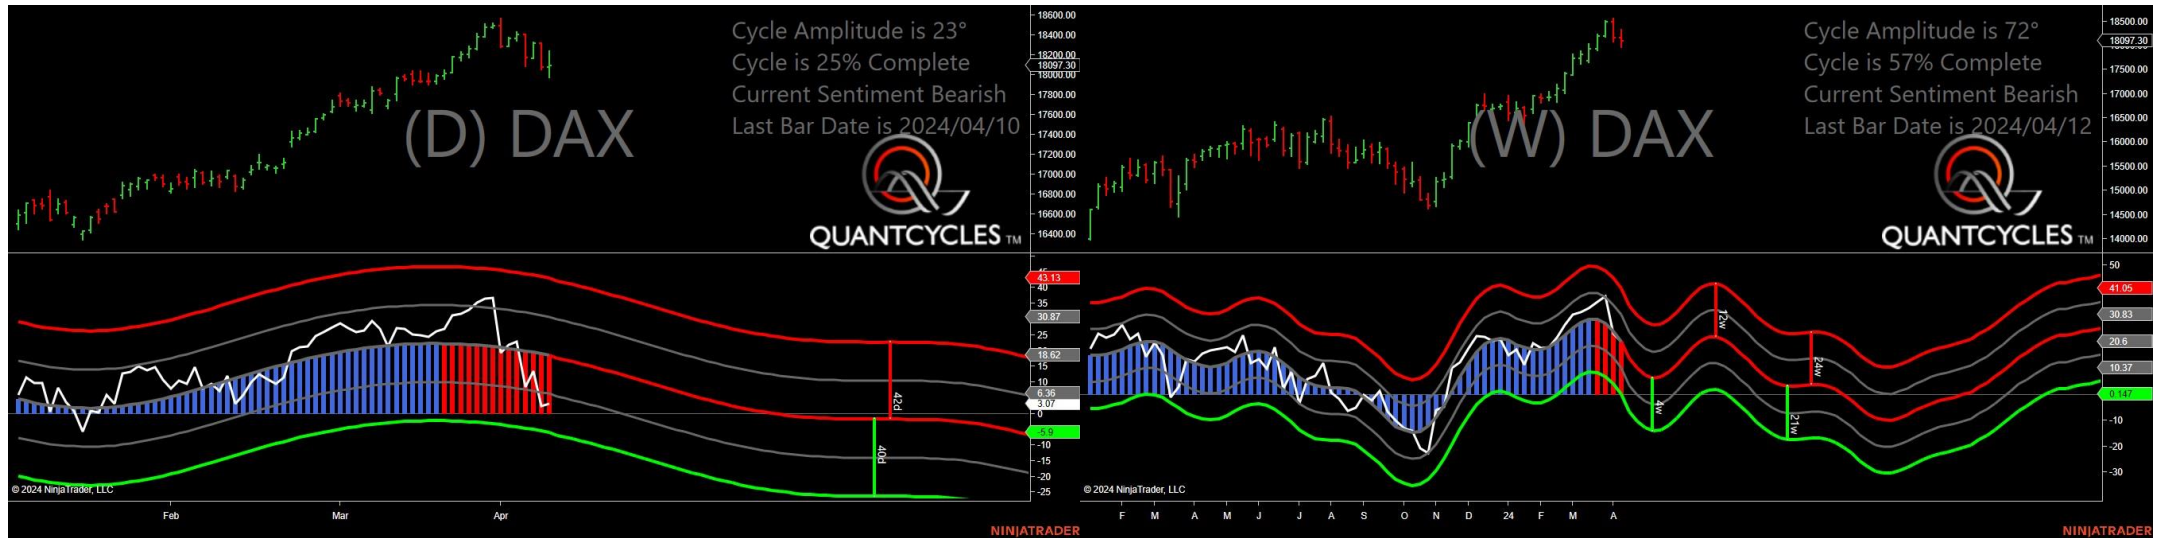 Cycle Amplitude is 23°
Cycle is 25% Complete
Current Sentiment Bearish
Last Bar Date is 2024/04/10
(D) DAX
QUANTCYCLES TM
18600.00
18400.00
18200.00
18097.30
18000.00
17800.00
17600.00
17400.00
17200.00
17000.00
16800.00
16600.00
16400.00
43.13
40
35
30.87
25
18.62
15
10
6.36
3.07
0
-5.9
-10
-15
-20
-25
42d
40d
© 2024 NinjaTrader, LLC
Feb Mar Apr
NINJATRADER
Cycle Amplitude is 72°
Cycle is 57% Complete
Current Sentiment Bearish
Last Bar Date is 2024/04/12
(W) DAX
QUANTCYCLES TM
18500.00
18097.30
17500.00
17000.00
16500.00
16000.00
15500.00
15000.00
14500.00
14000.00
50
41.05
30.83
20.6
10.37
0.147
-10
-20
-30
12w
24w
4w
21w
© 2024 NinjaTrader, LLC
F M A M J J A S O N D 24 F M A
NINJATRADER